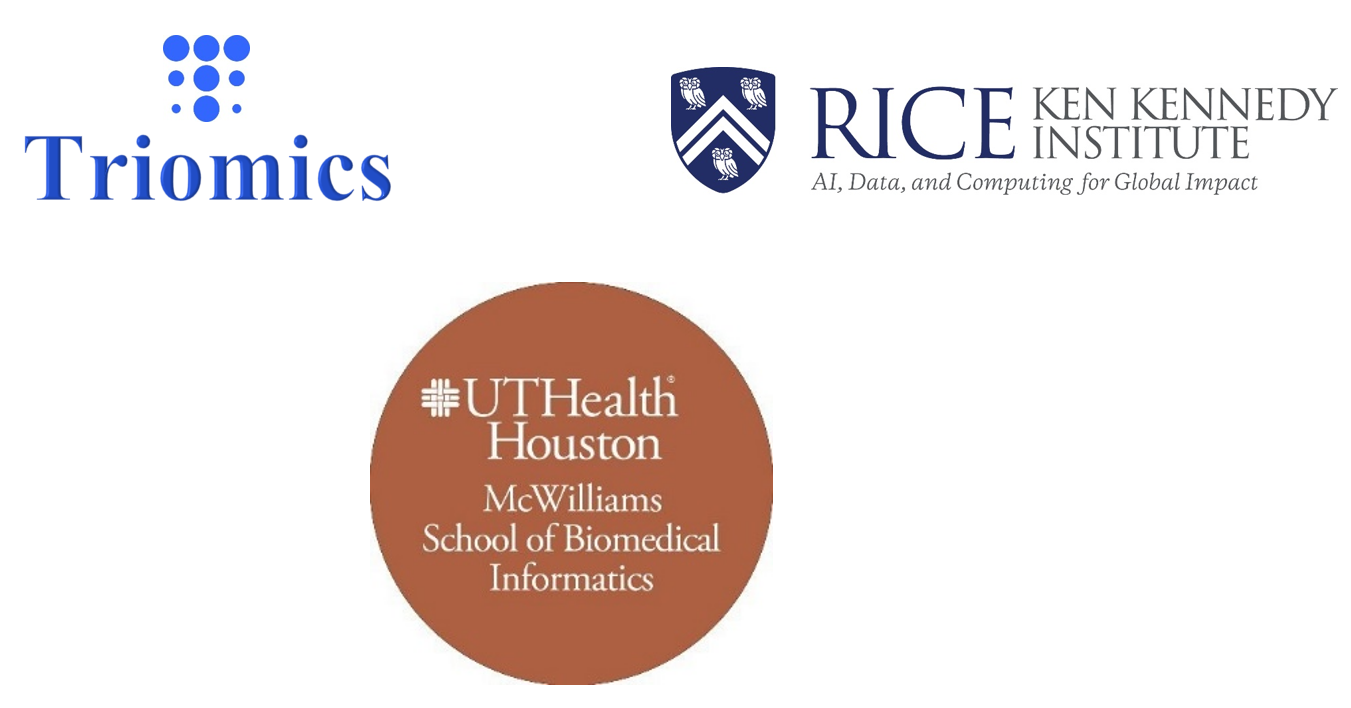 Triomics
RICE KEN KENNEDY
INSTITUTE
AI, Data, and Computing for Global Impact
UTHealth®
Houston
McWilliams
School of Biomedical
Informatics